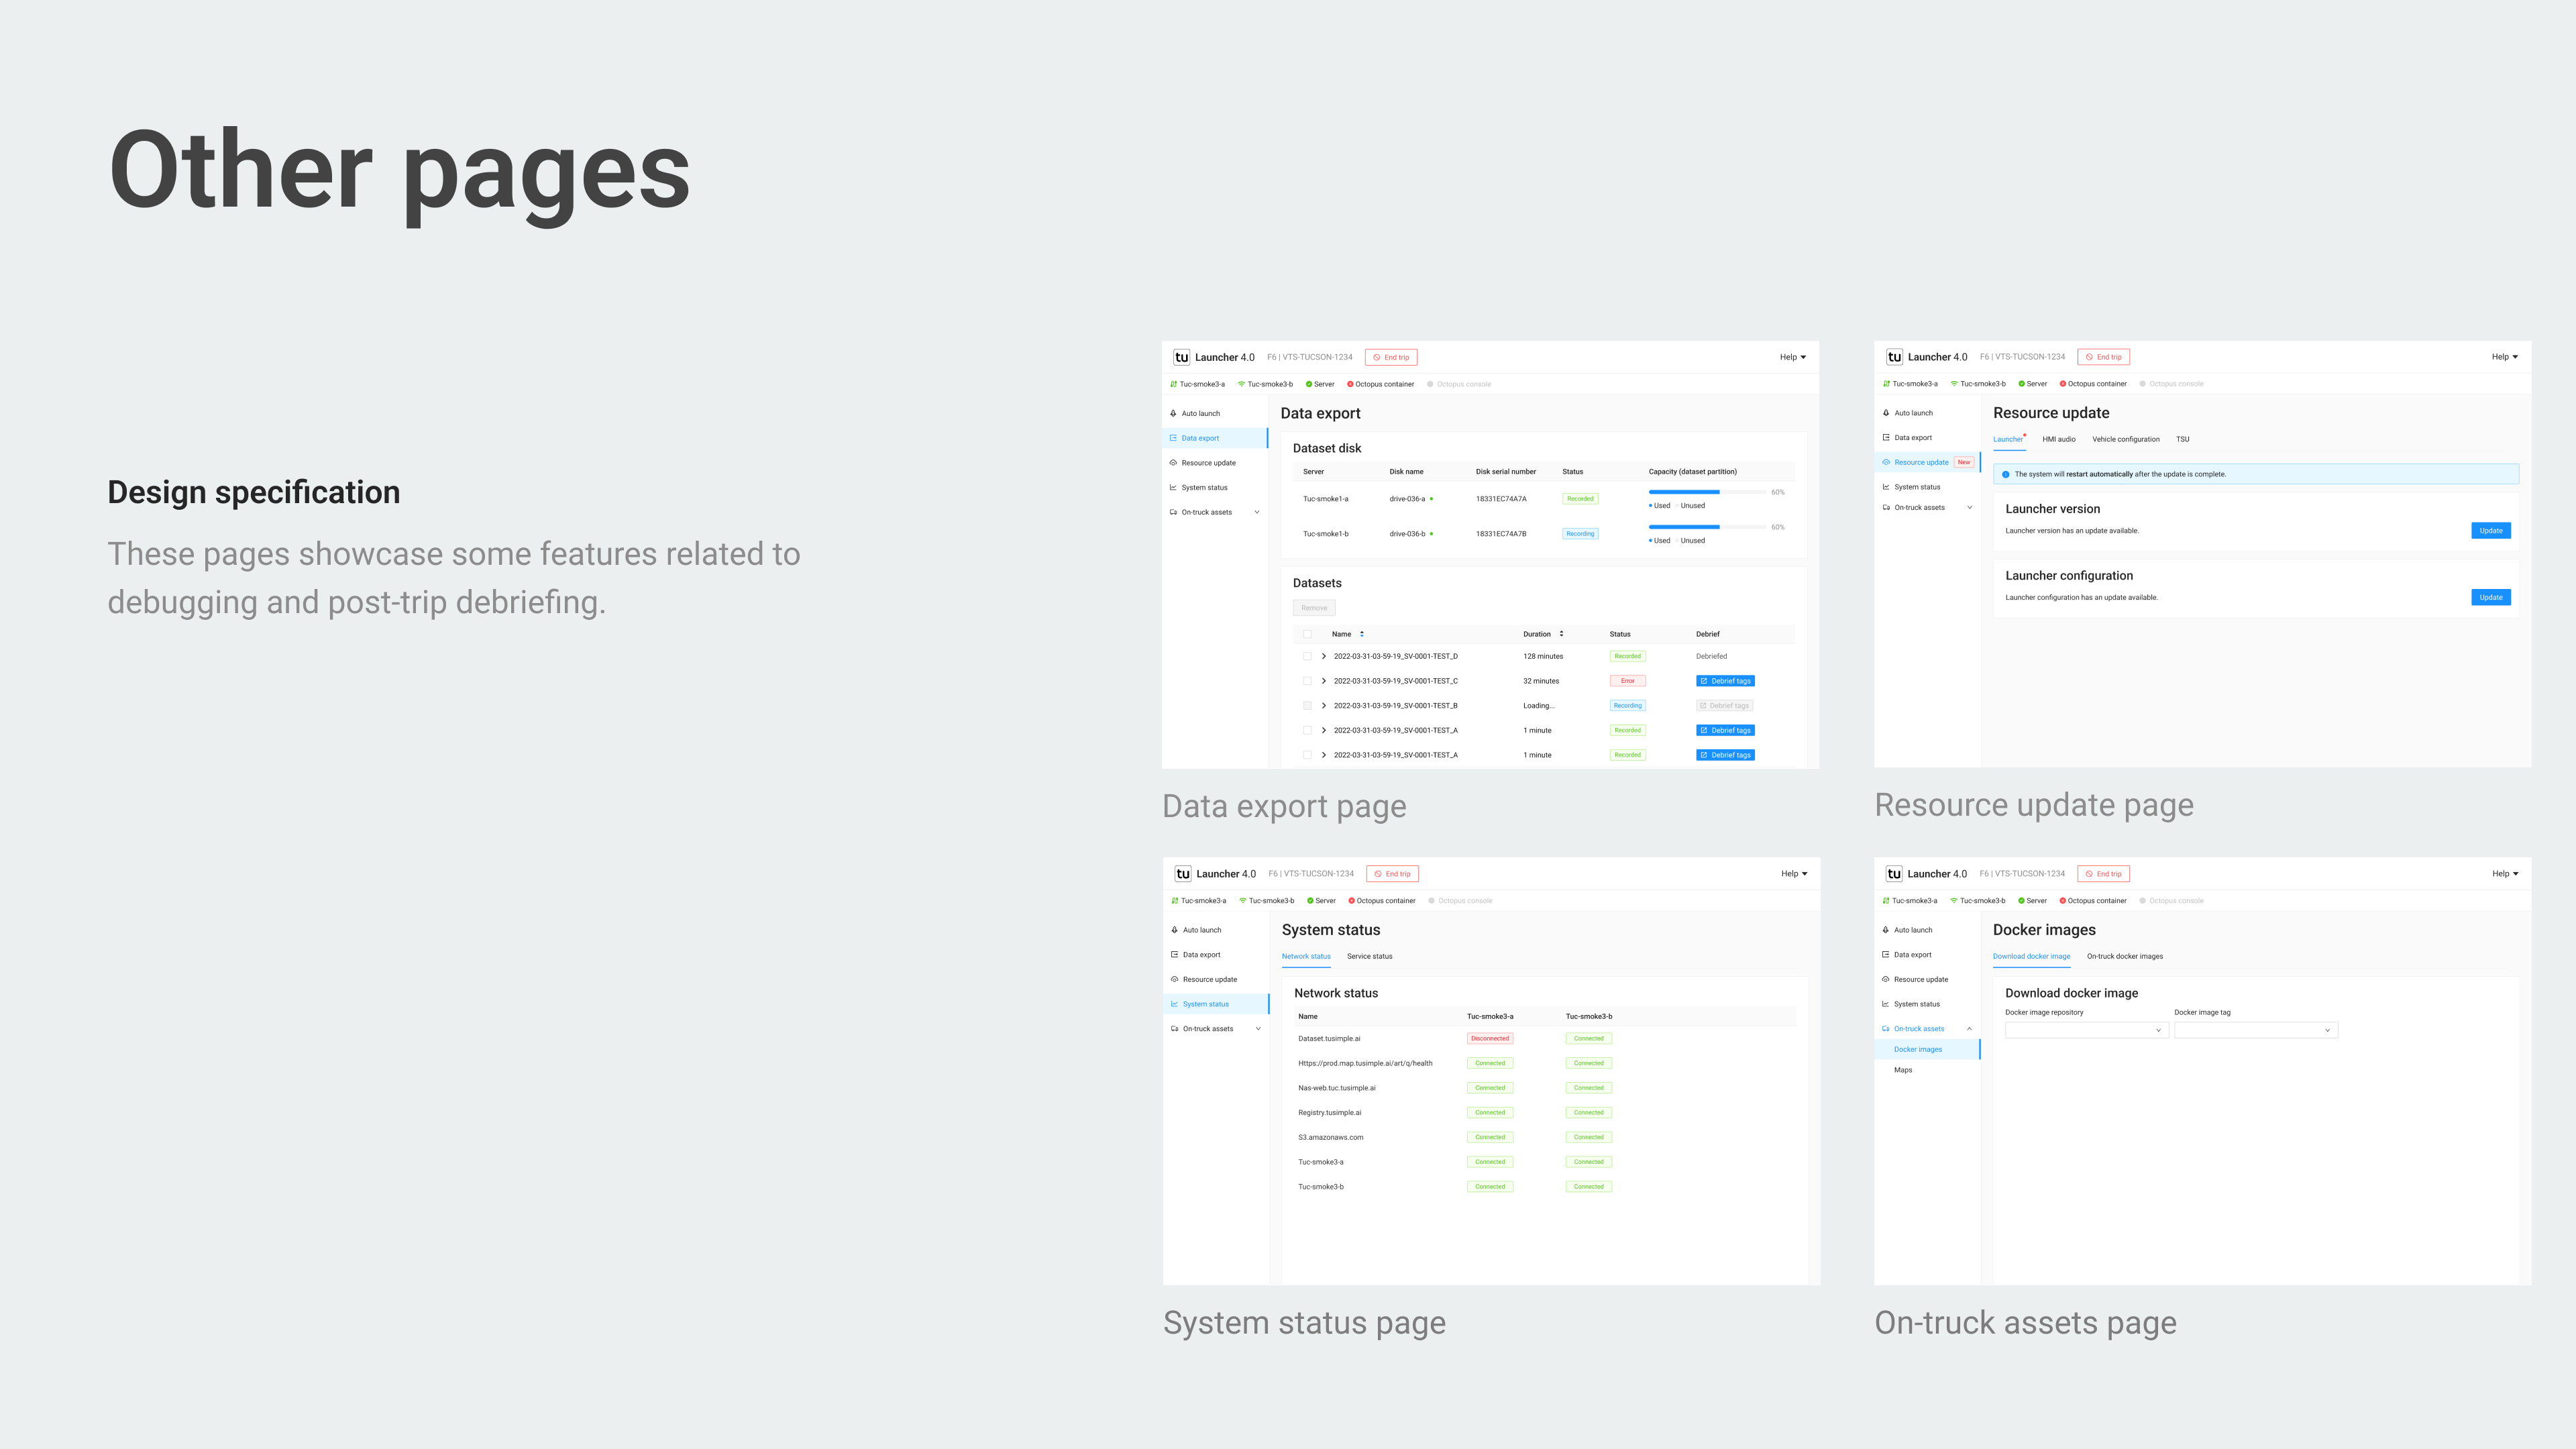 Other pages
Design specification
These pages showcase some features related to
debugging and post-trip debriefing.
tu Launcher 4.0 F6 | VTS-TUCSON-1234 End trip Help
Tuc-smoke3-a Tuc-smoke3-b Server Octopus container Octopus console
Auto launch
Data export
Resource update
System status
On-truck assets
Data export
Dataset disk
Server Disk name Disk serial number Status Capacity (dataset partition)
Tuc-smoke1-a drive-036-a 18331EC74A7A Recorded 60%
Used Unused
Tuc-smoke1-b drive-036-b 18331EC74A7B Recording 60%
Used Unused
Datasets
Remove
Name Duration Status Debrief
2022-03-31-03-59-19_SV-0001-TEST_D 128 minutes Recorded Debriefed
2022-03-31-03-59-19_SV-0001-TEST_C 32 minutes Error Debrief tags
2022-03-31-03-59-19_SV-0001-TEST_B Loading... Recording Debrief tags
2022-03-31-03-59-19_SV-0001-TEST_A 1 minute Recorded Debrief tags
2022-03-31-03-59-19_SV-0001-TEST_A 1 minute Recorded Debrief tags
Data export page
tu Launcher 4.0 F6 | VTS-TUCSON-1234 End trip Help
Tuc-smoke3-a Tuc-smoke3-b Server Octopus container Octopus console
Auto launch
Data export
Resource update New
System status
On-truck assets
Resource update
Launcher HMI audio Vehicle configuration TSU
The system will restart automatically after the update is complete.
Launcher version
Launcher version has an update available. Update
Launcher configuration
Launcher configuration has an update available. Update
Resource update page
tu Launcher 4.0 F6 | VTS-TUCSON-1234 End trip Help
Tuc-smoke3-a Tuc-smoke3-b Server Octopus container Octopus console
Auto launch
Data export
Resource update
System status
On-truck assets
System status
Network status Service status
Network status
Name Tuc-smoke3-a Tuc-smoke3-b
Dataset.tusimple.ai Disconnected Connected
Https://prod.map.tusimple.ai/art/q/health Connected Connected
Nas-web.tuc.tusimple.ai Connected Connected
Registry.tusimple.ai Connected Connected
S3.amazonaws.com Connected Connected
Tuc-smoke3-a Connected Connected
Tuc-smoke3-b Connected Connected
System status page
tu Launcher 4.0 F6 | VTS-TUCSON-1234 End trip Help
Tuc-smoke3-a Tuc-smoke3-b Server Octopus container Octopus console
Auto launch
Data export
Resource update
System status
On-truck assets
Docker images
Maps
Docker images
Download docker image On-truck docker images
Download docker image
Docker image repository Docker image tag
On-truck assets page